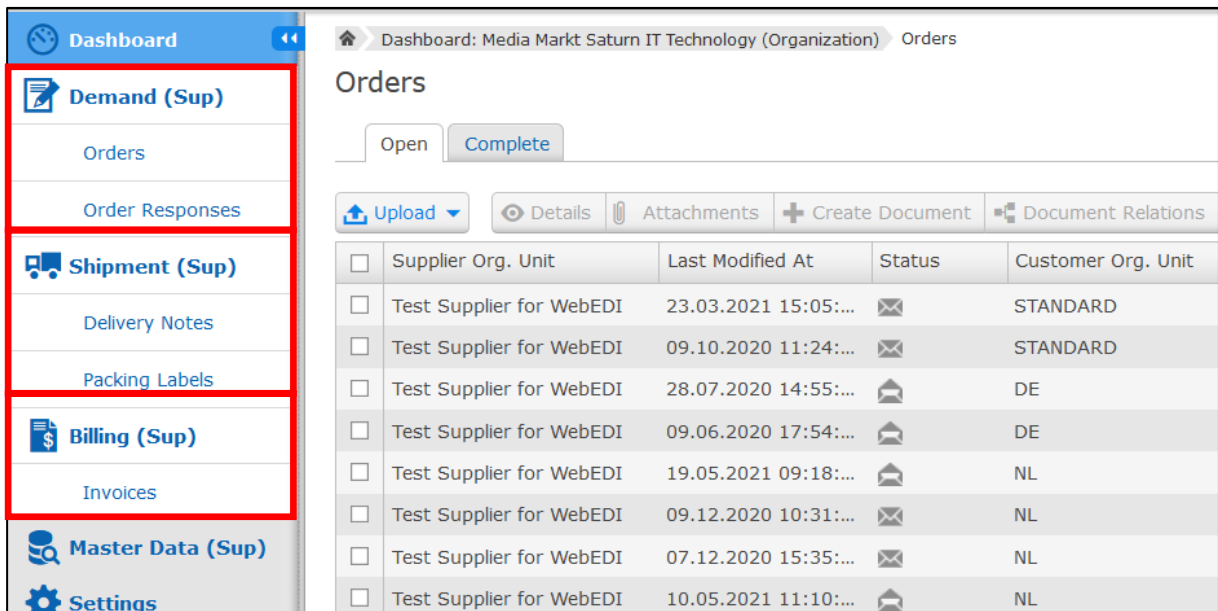 Dashboard
Demand (Sup)
Orders
Order Responses
Shipment (Sup)
Delivery Notes
Packing Labels
Billing (Sup)
Invoices
Master Data (Sup)
Settings
Dashboard: Media Markt Saturn IT Technology (Organization) Orders
Orders
Open Complete
Upload Details Attachments Create Document Document Relations
Supplier Org. Unit Last Modified At Status Customer Org. Unit
Test Supplier for WebEDI 23.03.2021 15:05:... STANDARD
Test Supplier for WebEDI 09.10.2020 11:24:... STANDARD
Test Supplier for WebEDI 28.07.2020 14:55:... DE
Test Supplier for WebEDI 09.06.2020 17:54:... DE
Test Supplier for WebEDI 19.05.2021 09:18:... NL
Test Supplier for WebEDI 09.12.2020 10:31:... NL
Test Supplier for WebEDI 07.12.2020 15:35:... NL
Test Supplier for WebEDI 10.05.2021 11:10:... NL